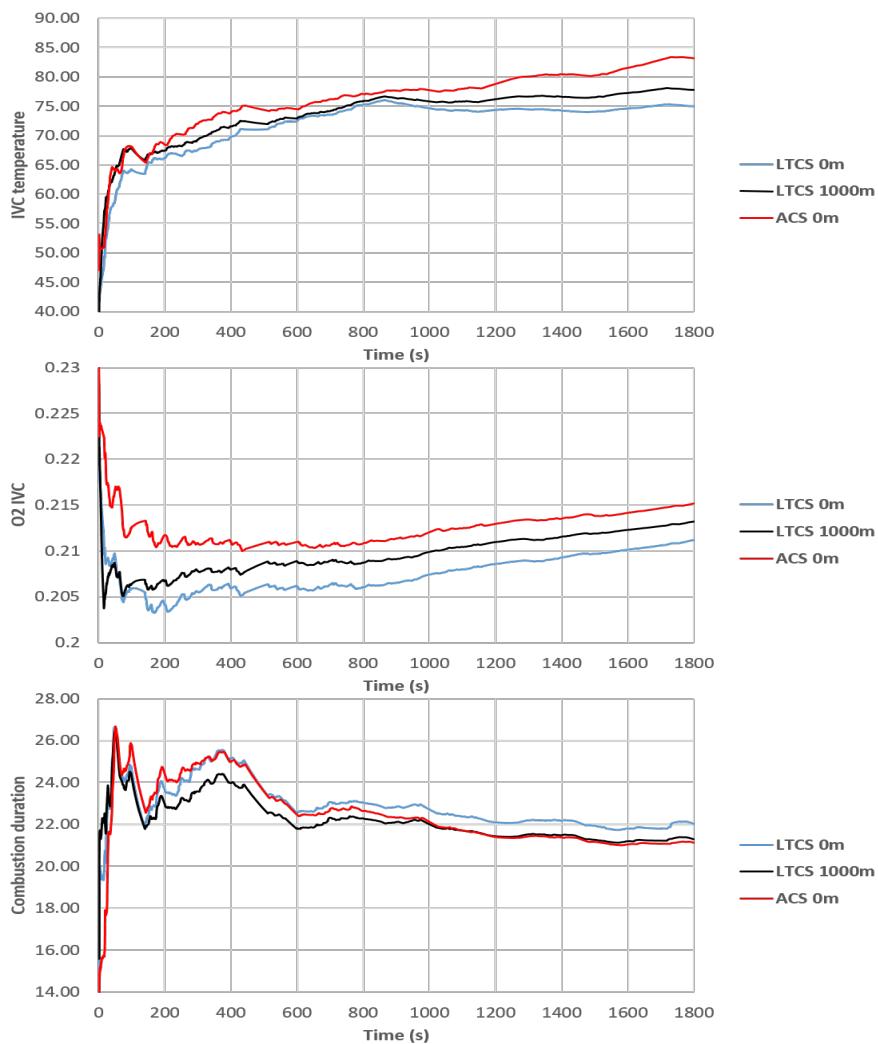 90.00
85.00
80.00
75.00
70.00
65.00
60.00
55.00
50.00
45.00
40.00
IVC temperature
0 200 400 600 800 1000 1200 1400 1600 1800
Time (s)
LTCS 0m
LTCS 1000m
ACS 0m
0.23
0.225
0.22
0.215
0.21
0.205
0.2
O2 IVC
0 200 400 600 800 1000 1200 1400 1600 1800
Time (s)
LTCS 0m
LTCS 1000m
ACS 0m
28.00
26.00
24.00
22.00
20.00
18.00
16.00
14.00
Combustion duration
0 200 400 600 800 1000 1200 1400 1600 1800
Time (s)
LTCS 0m
LTCS 1000m
ACS 0m